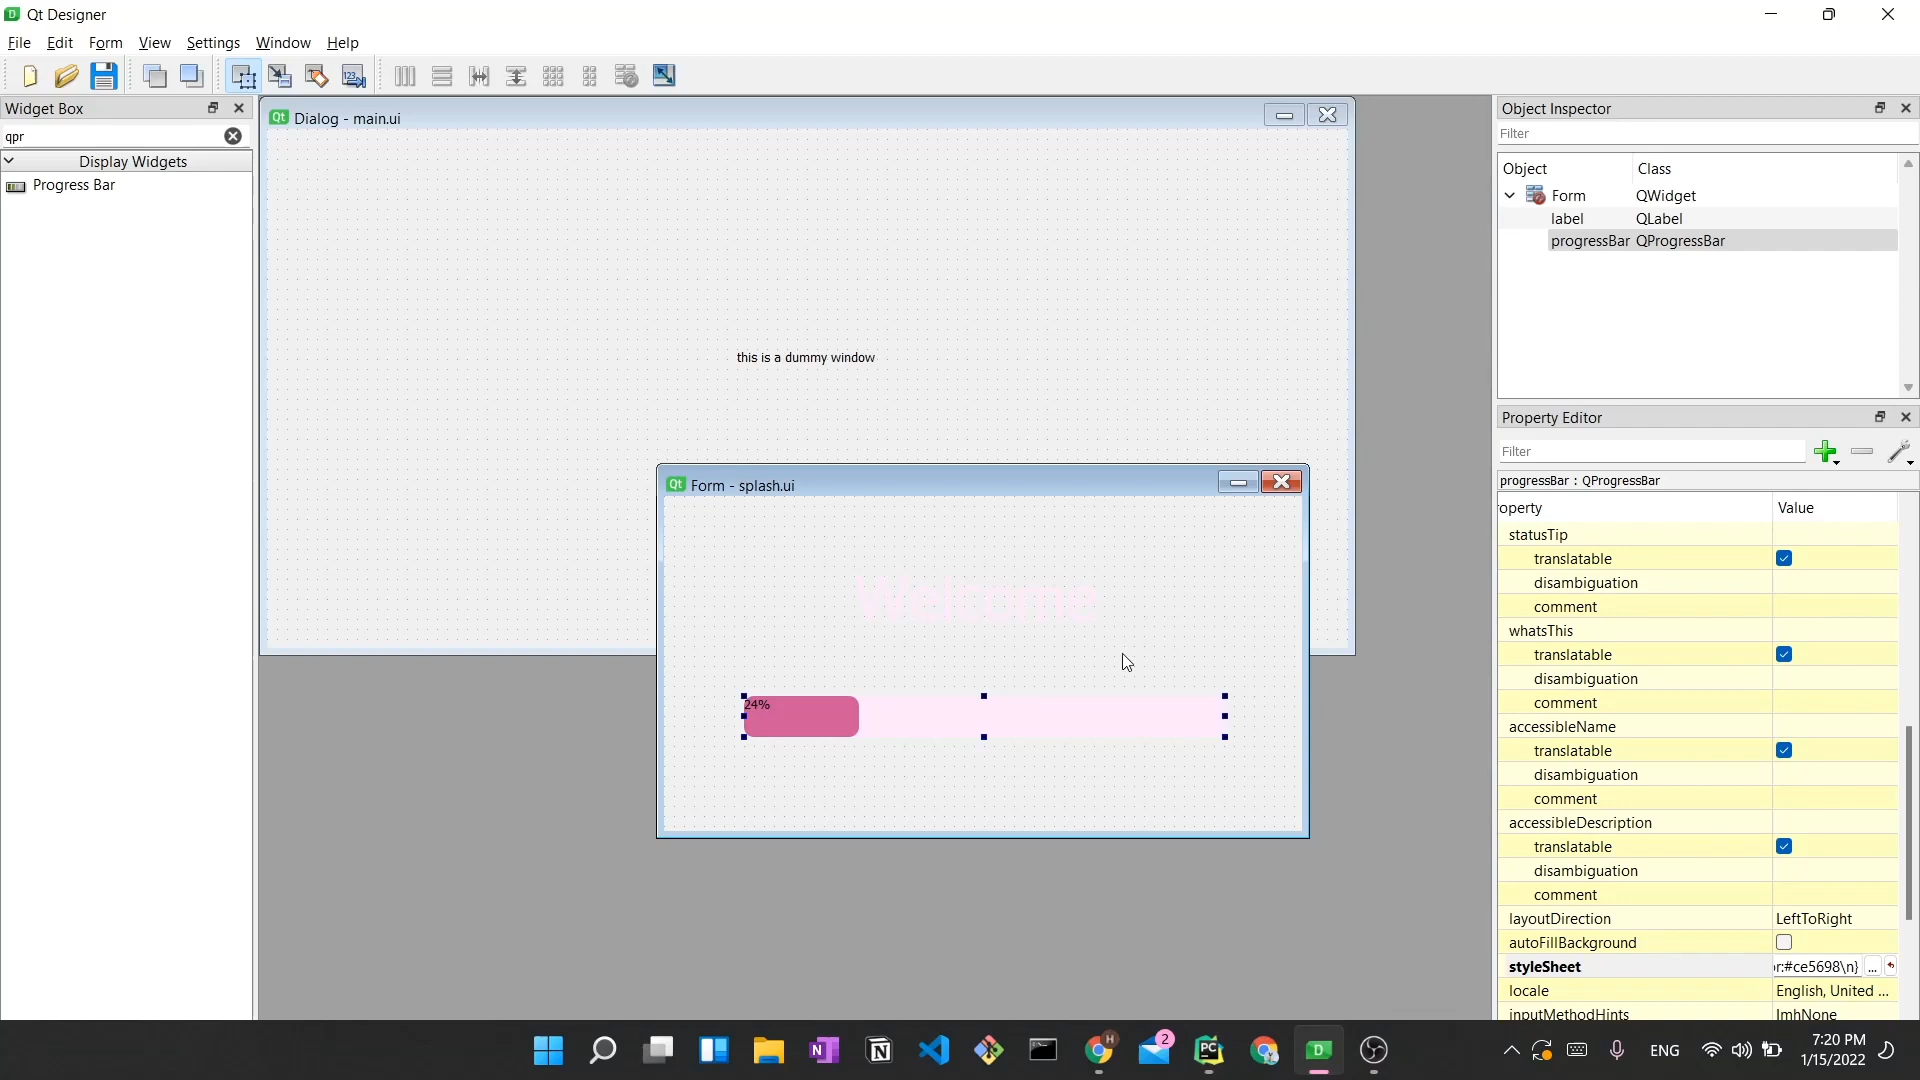 Qt Designer
File Edit Form View Settings Window Help
Widget Box
qpr
Display Widgets
Progress Bar
Dialog - main.ui
this is a dummy window
Form - splash.ui
Welcome
24%
Object Inspector
Filter
Object Class
Form QWidget
label QLabel
progressBar QProgressBar
Property Editor
Filter
progressBar : QProgressBar
roperty Value
statusTip
translatable
disambiguation
comment
whatsThis
translatable
disambiguation
comment
accessibleName
translatable
disambiguation
comment
accessibleDescription
translatable
disambiguation
comment
layoutDirection LeftToRight
autoFillBackground
styleSheet or:#ce5698\n} ...
locale English, United ...
inputMethodHints ImhNone
ENG
7:20 PM
1/15/2022
2